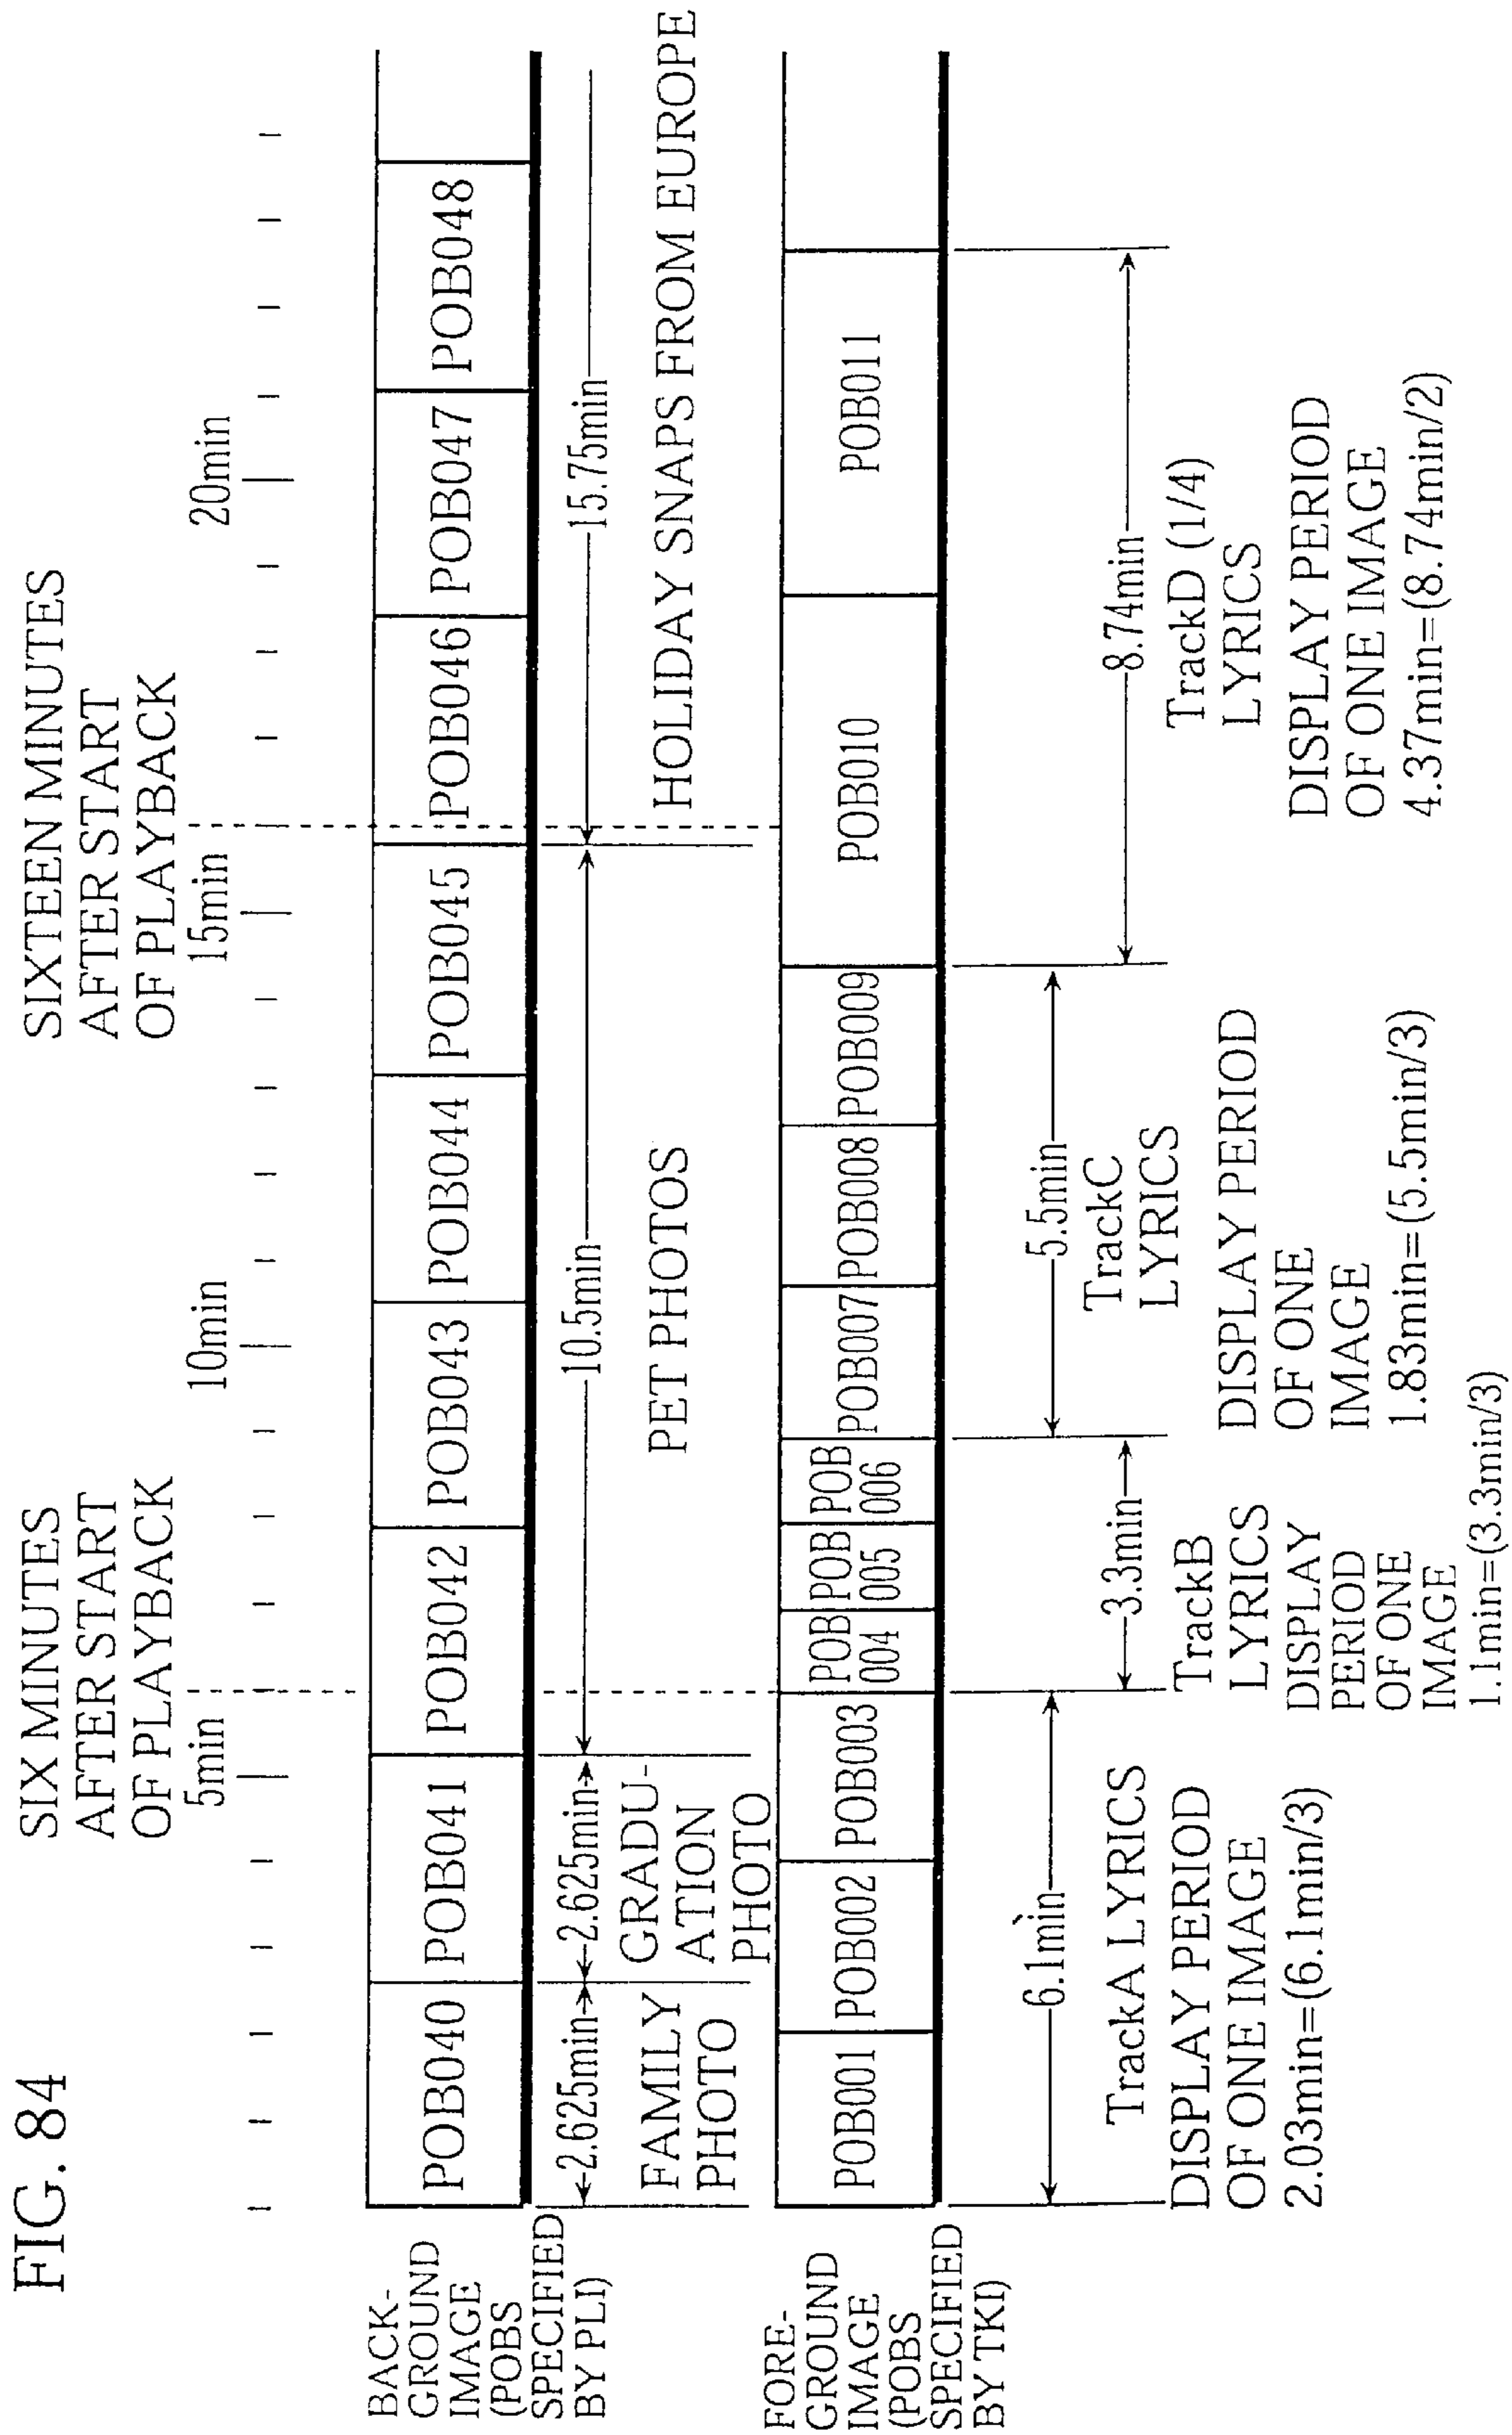 FIG. 84
SIX MINUTES
AFTER START
OF PLAYBACK
SIXTEEN MINUTES
AFTER START
OF PLAYBACK
5min
10min
15min
20min
BACK-
GROUND
IMAGE
(POBS
SPECIFIED
BY PLI)
POB040
POB041
POB042
POB043
POB044
POB045
POB046
POB047
POB048
2.625min
2.625min
10.5min
15.75min
FAMILY
PHOTO
GRADU-
ATION
PHOTO
PET PHOTOS
HOLIDAY SNAPS FROM EUROPE
FORE-
GROUND
IMAGE
(POBS
SPECIFIED
BY TKI)
POB001
POB002
POB003
POB
004
POB
005
POB
006
POB007
POB008
POB009
POB010
POB011
6.1min
TrackA LYRICS
DISPLAY PERIOD
OF ONE IMAGE
2.03min=(6.1min/3)
3.3min
TrackB
LYRICS
DISPLAY
PERIOD
OF ONE
IMAGE
1.1min=(3.3min/3)
5.5min
TrackC
LYRICS
DISPLAY PERIOD
OF ONE
IMAGE
1.83min=(5.5min/3)
8.74min
TrackD (1/4)
LYRICS
DISPLAY PERIOD
OF ONE IMAGE
4.37min=(8.74min/2)